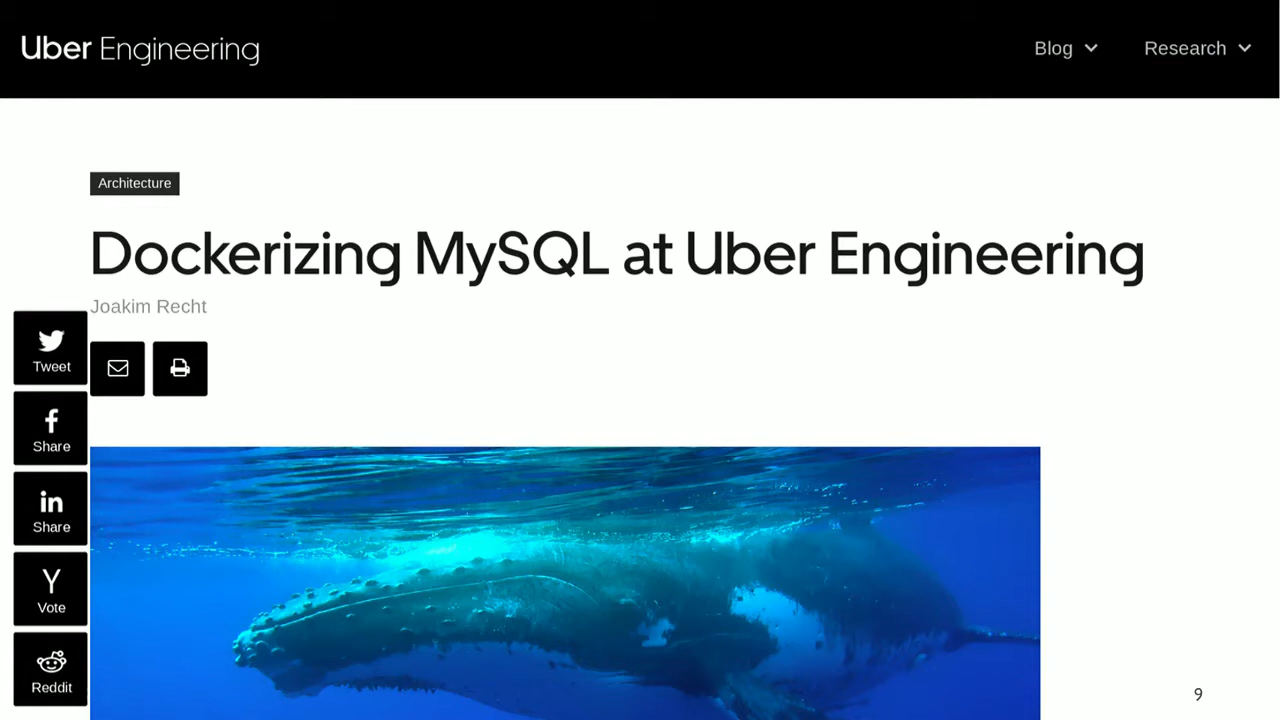 Uber Engineering
Blog
Research
Architecture
Dockerizing MySQL at Uber Engineering
Joakim Recht
Tweet
Share
Share
Vote
Reddit
9